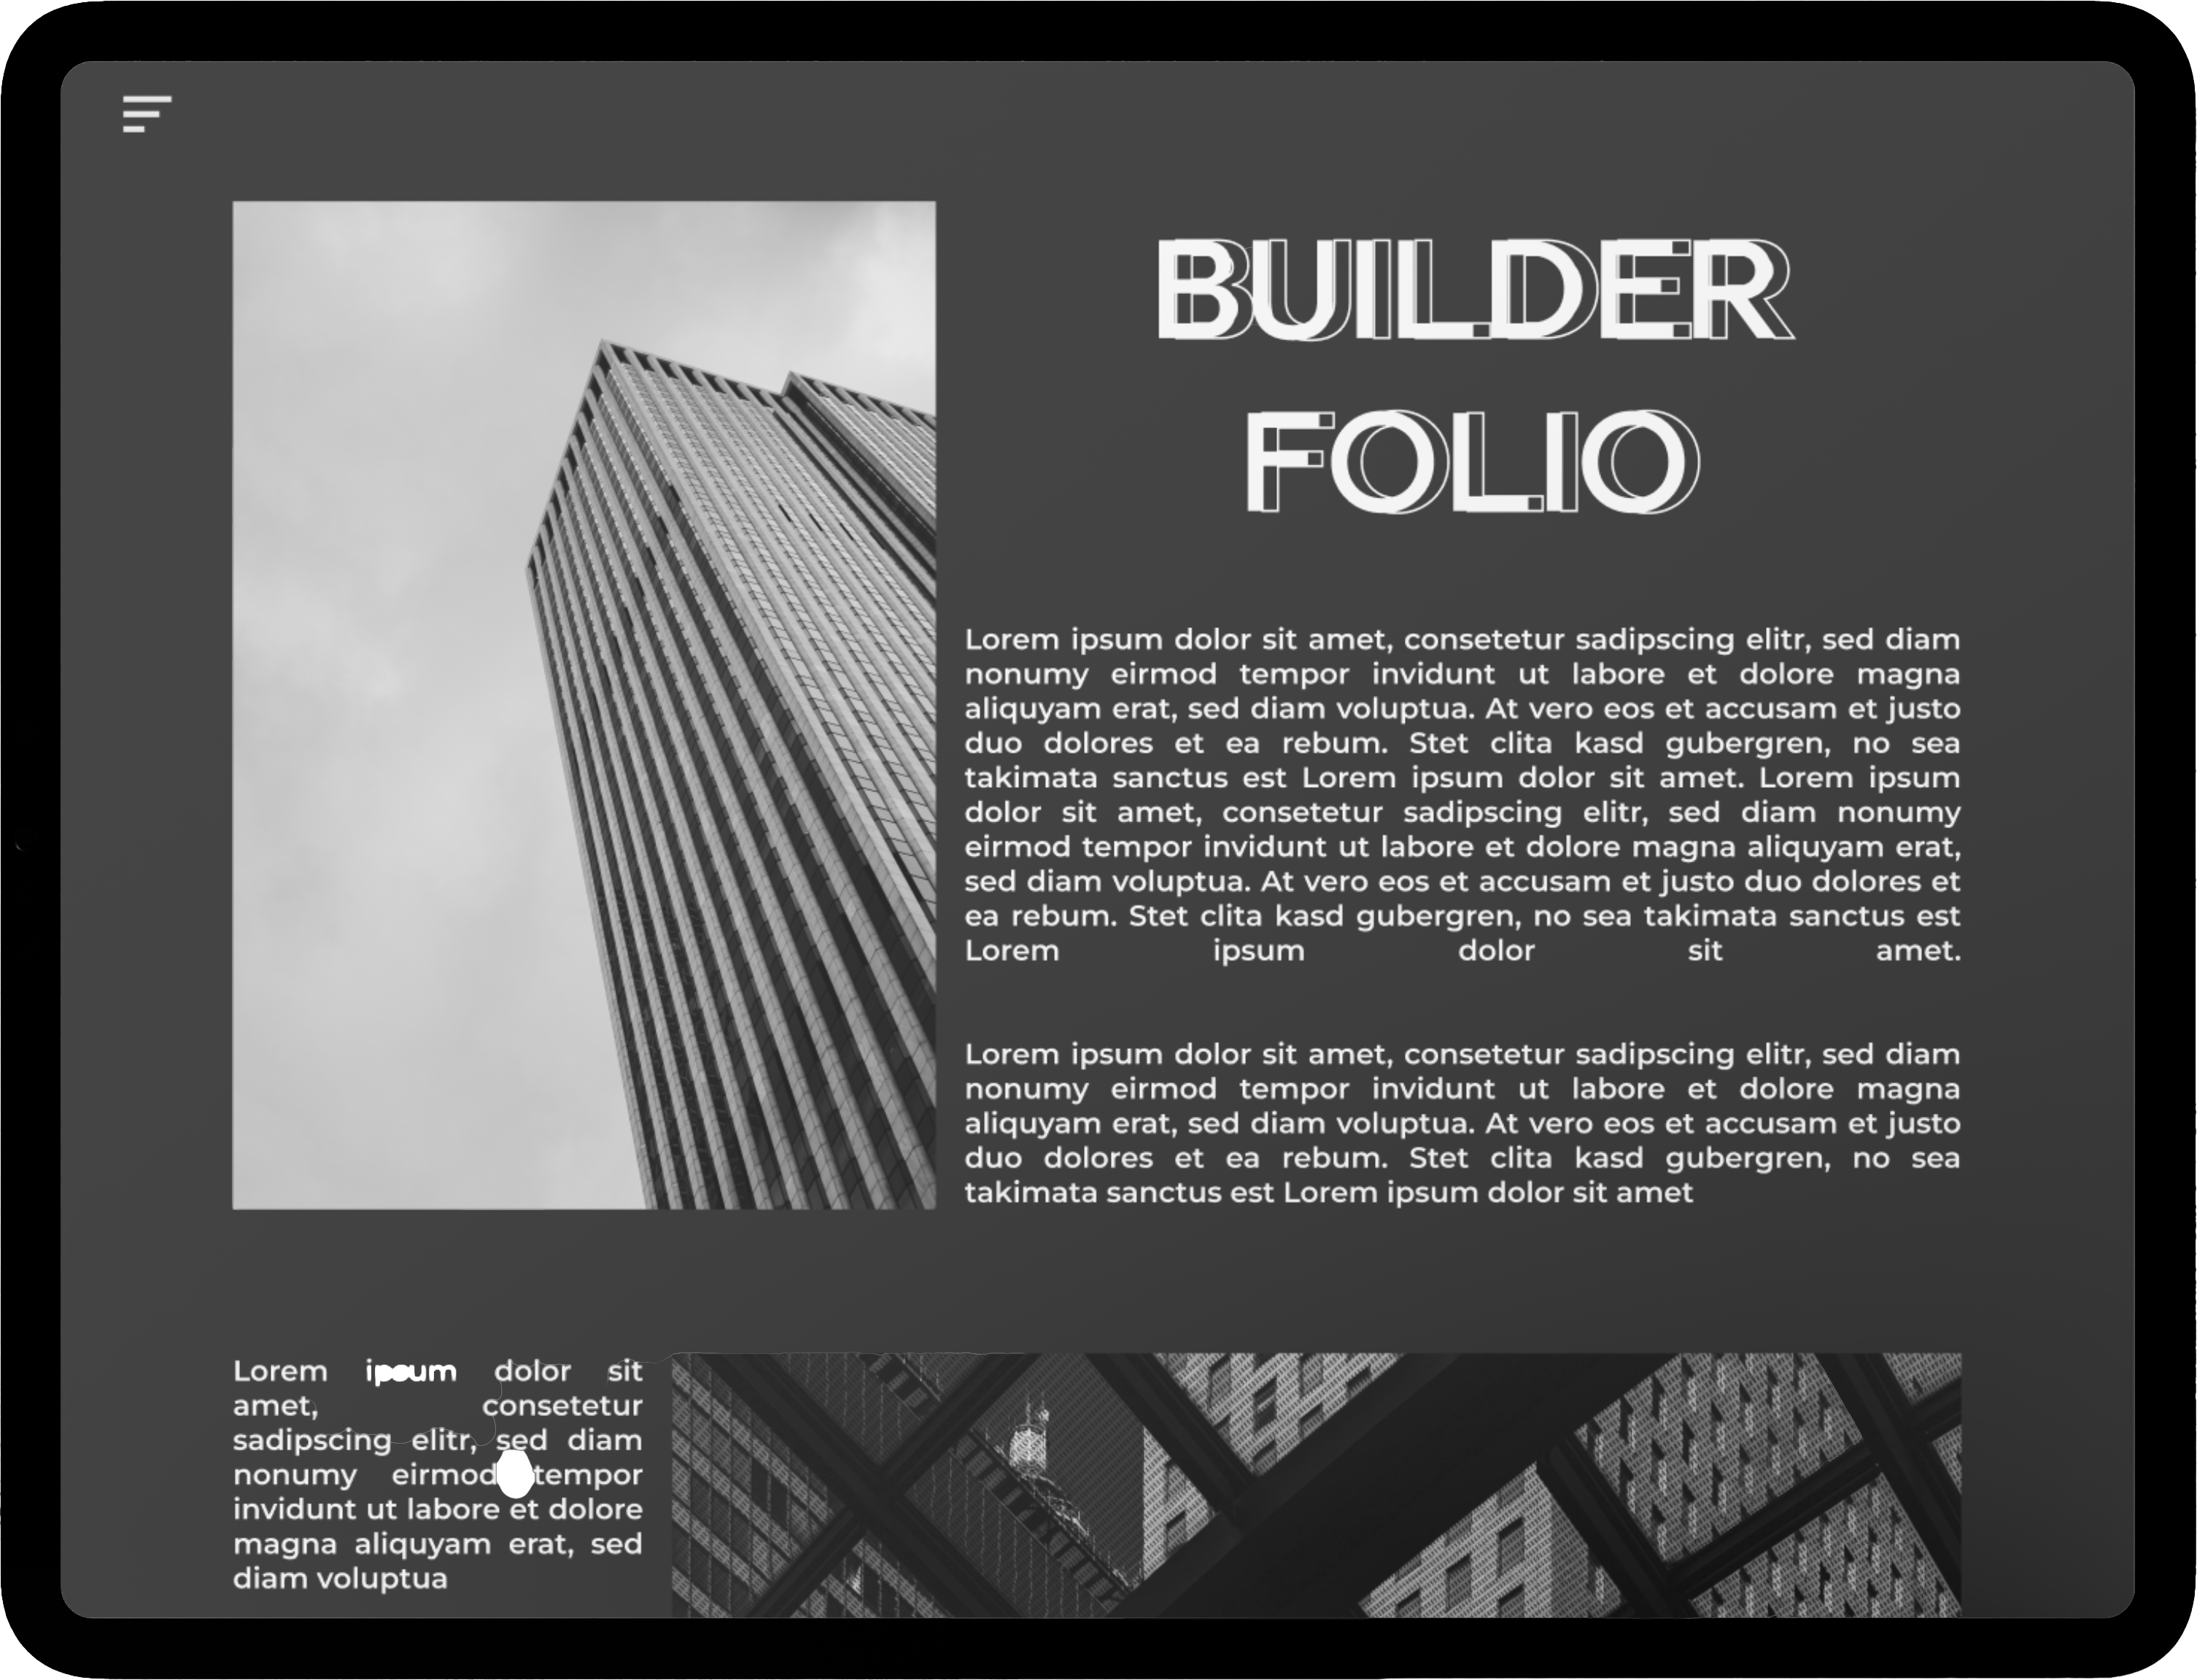 BUILDER
FOLIO
Lorem ipsum dolor sit amet, consetetur sadipscing elitr, sed diam
nonumy eirmod tempor invidunt ut labore et dolore magna
aliquyam erat, sed diam voluptua. At vero eos et accusam et justo
duo dolores et ea rebum. Stet clita kasd gubergren, no sea
takimata sanctus est Lorem ipsum dolor sit amet. Lorem ipsum
dolor sit amet, consetetur sadipscing elitr, sed diam nonumy
eirmod tempor invidunt ut labore et dolore magna aliquyam erat,
sed diam voluptua. At vero eos et accusam et justo duo dolores et
ea rebum. Stet clita kasd gubergren, no sea takimata sanctus est
Lorem ipsum dolor sit amet.
Lorem ipsum dolor sit amet, consetetur sadipscing elitr, sed diam
nonumy eirmod tempor invidunt ut labore et dolore magna
aliquyam erat, sed diam voluptua. At vero eos et accusam et justo
duo dolores et ea rebum. Stet clita kasd gubergren, no sea
takimata sanctus est Lorem ipsum dolor sit amet
Lorem ipsum dolor sit
amet, consetetur
sadipscing elitr, sed diam
nonumy eirmod tempor
invidunt ut labore et dolore
magna aliquyam erat, sed
diam voluptua